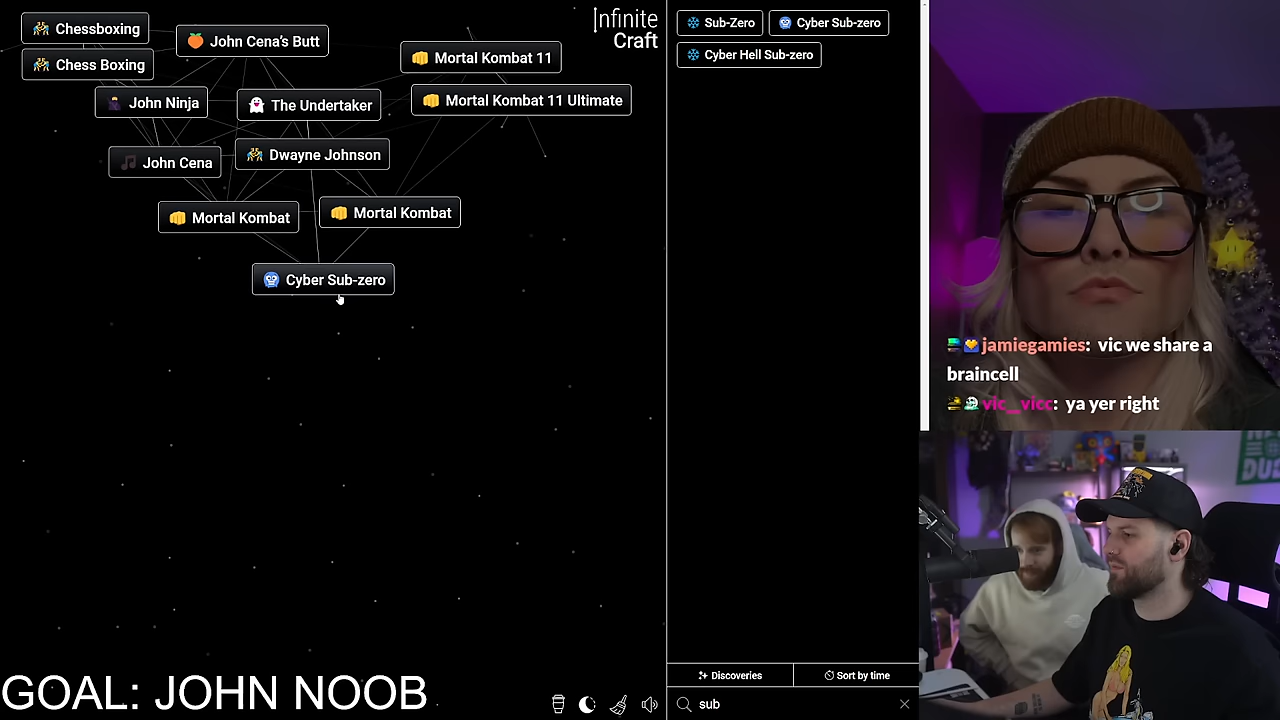 Chessboxing
John Cena's Butt
Infinite
Craft
Chess Boxing
Mortal Kombat 11
John Ninja
The Undertaker
Mortal Kombat 11 Ultimate
John Cena
Dwayne Johnson
Mortal Kombat
Mortal Kombat
Cyber Sub-zero
GOAL: JOHN NOOB
Sub-Zero
Cyber Sub-zero
Cyber Hell Sub-zero
Discoveries
Sort by time
sub
jamiegamies: vic we share a
braincell
vic__vicc: ya yer right